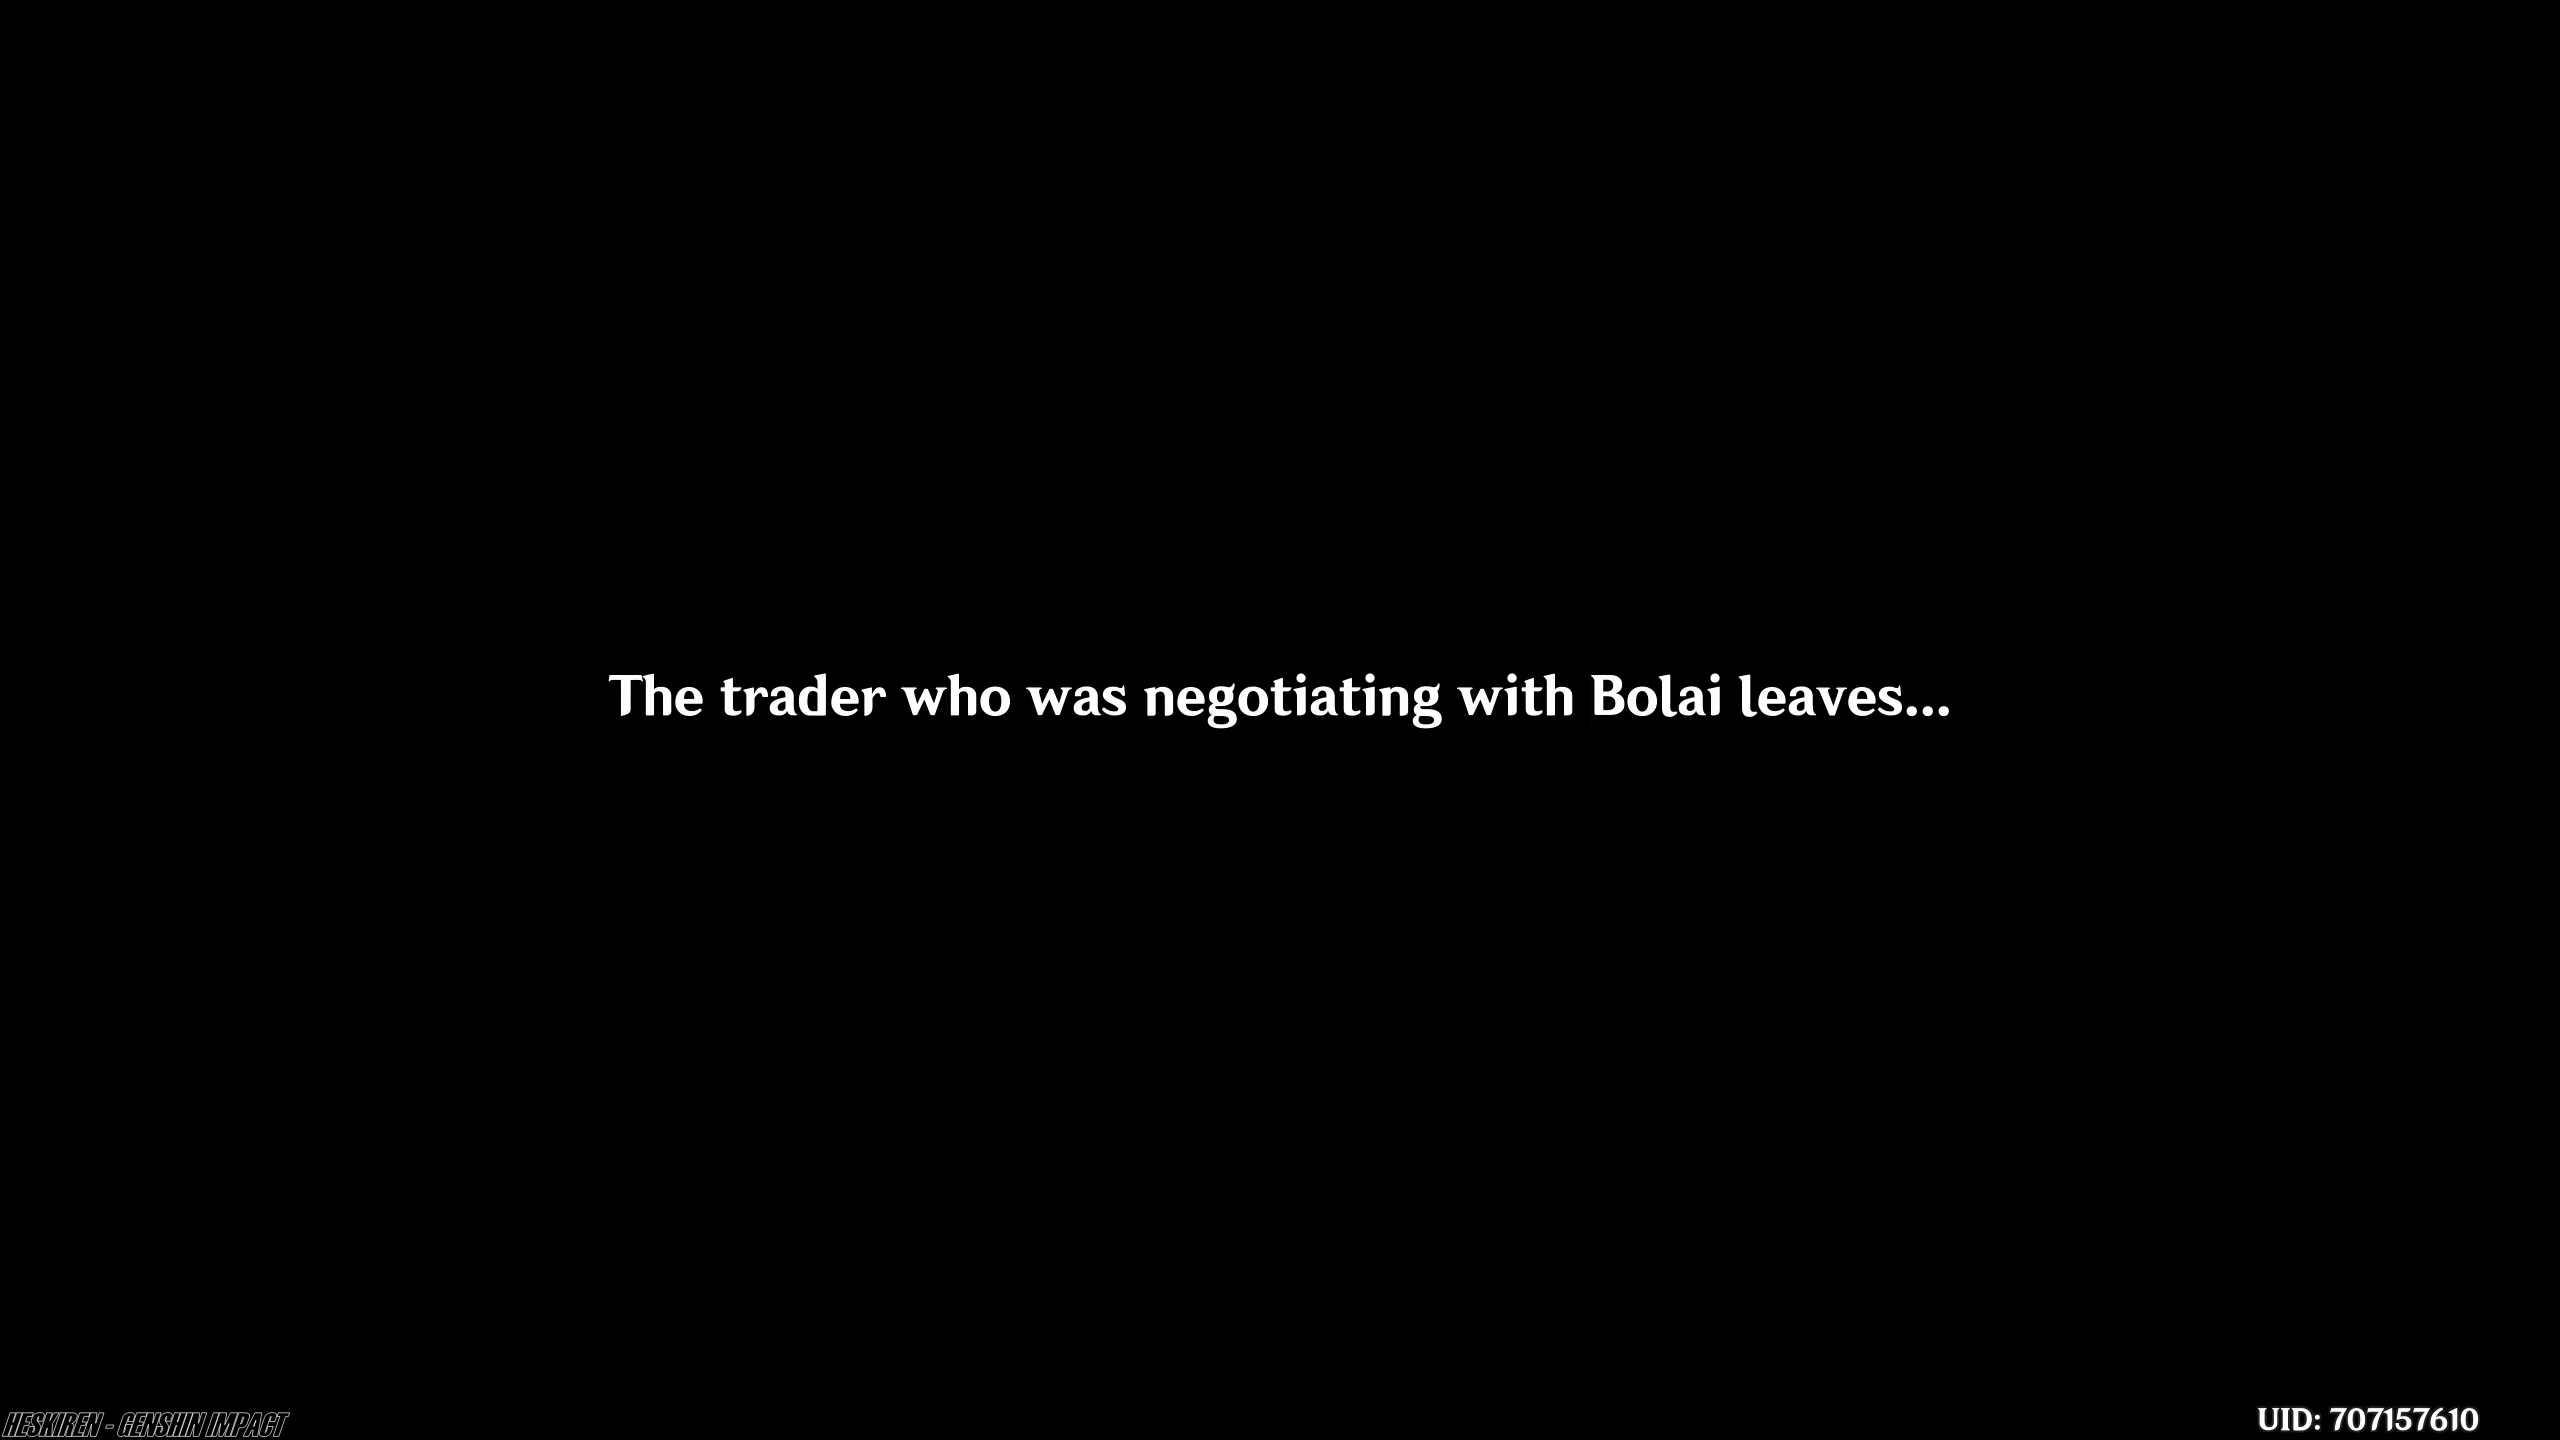 The trader who was negotiating with Bolai leaves...
HESKIREN - GENSHIN IMPACT
UID: 707157610